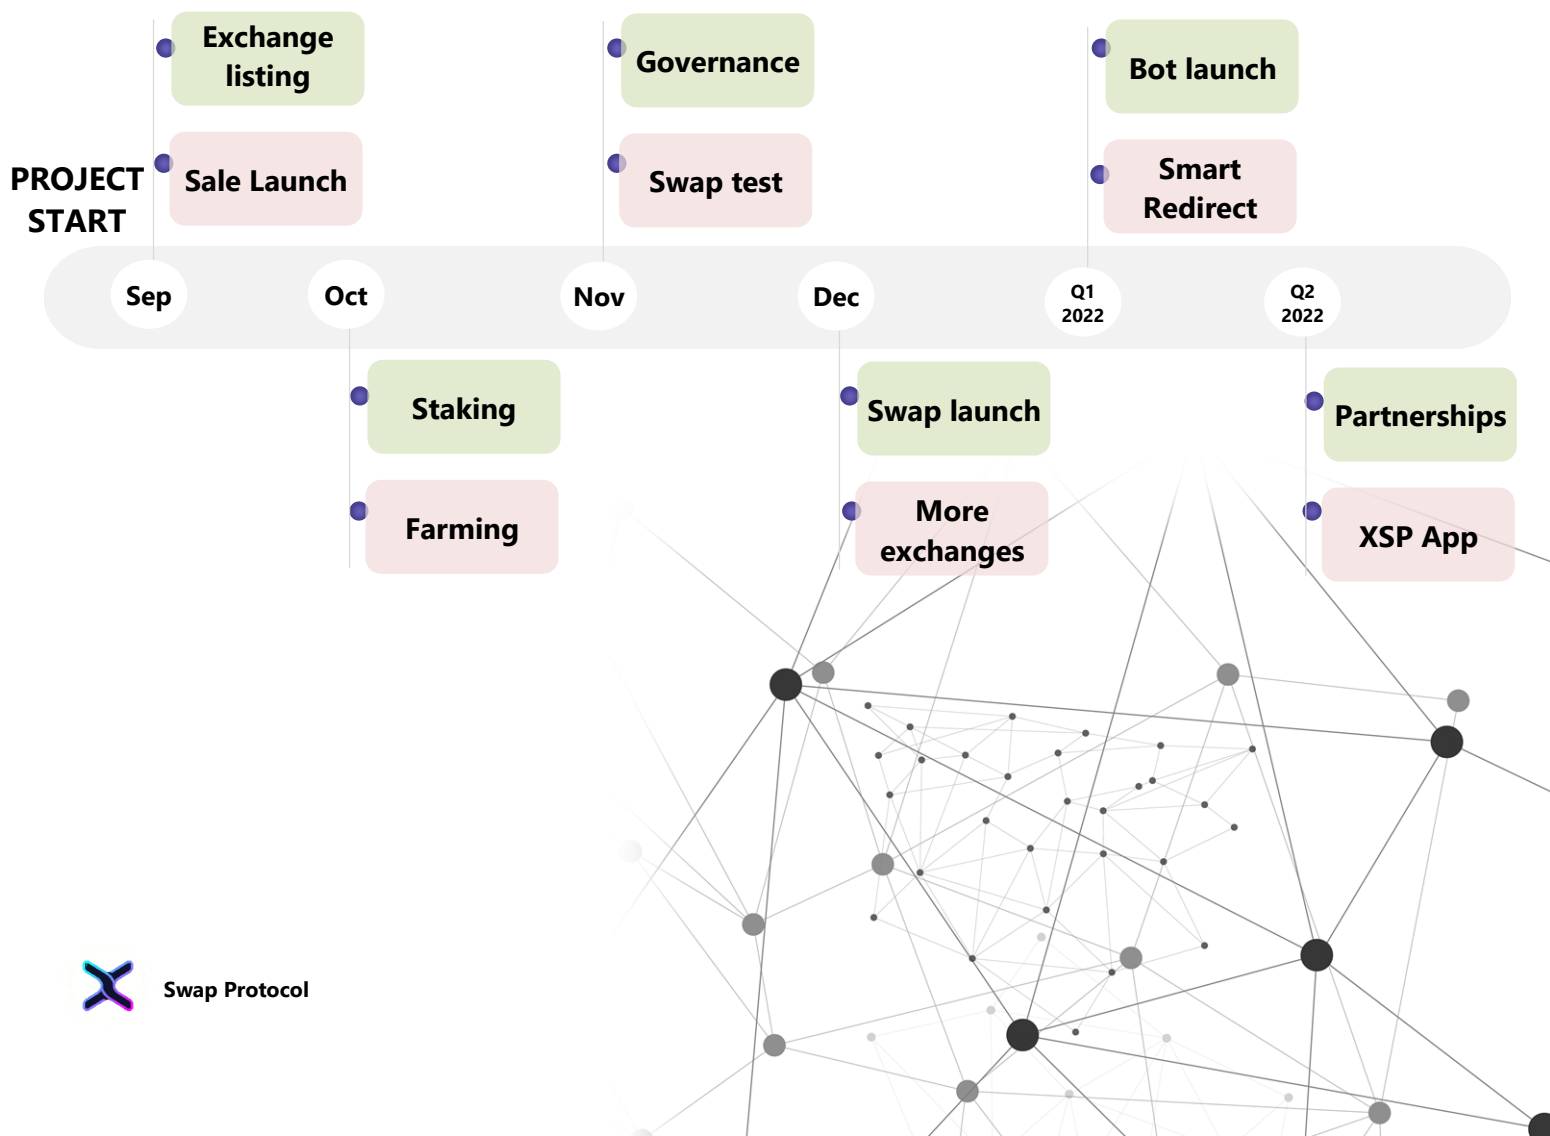 Exchange
listing
Governance
Bot launch
PROJECT
START
Sale Launch
Swap test
Smart
Redirect
Sep
Oct
Nov
Dec
Q1
2022
Q2
2022
Staking
Swap launch
Partnerships
Farming
More
exchanges
XSP App
Swap Protocol